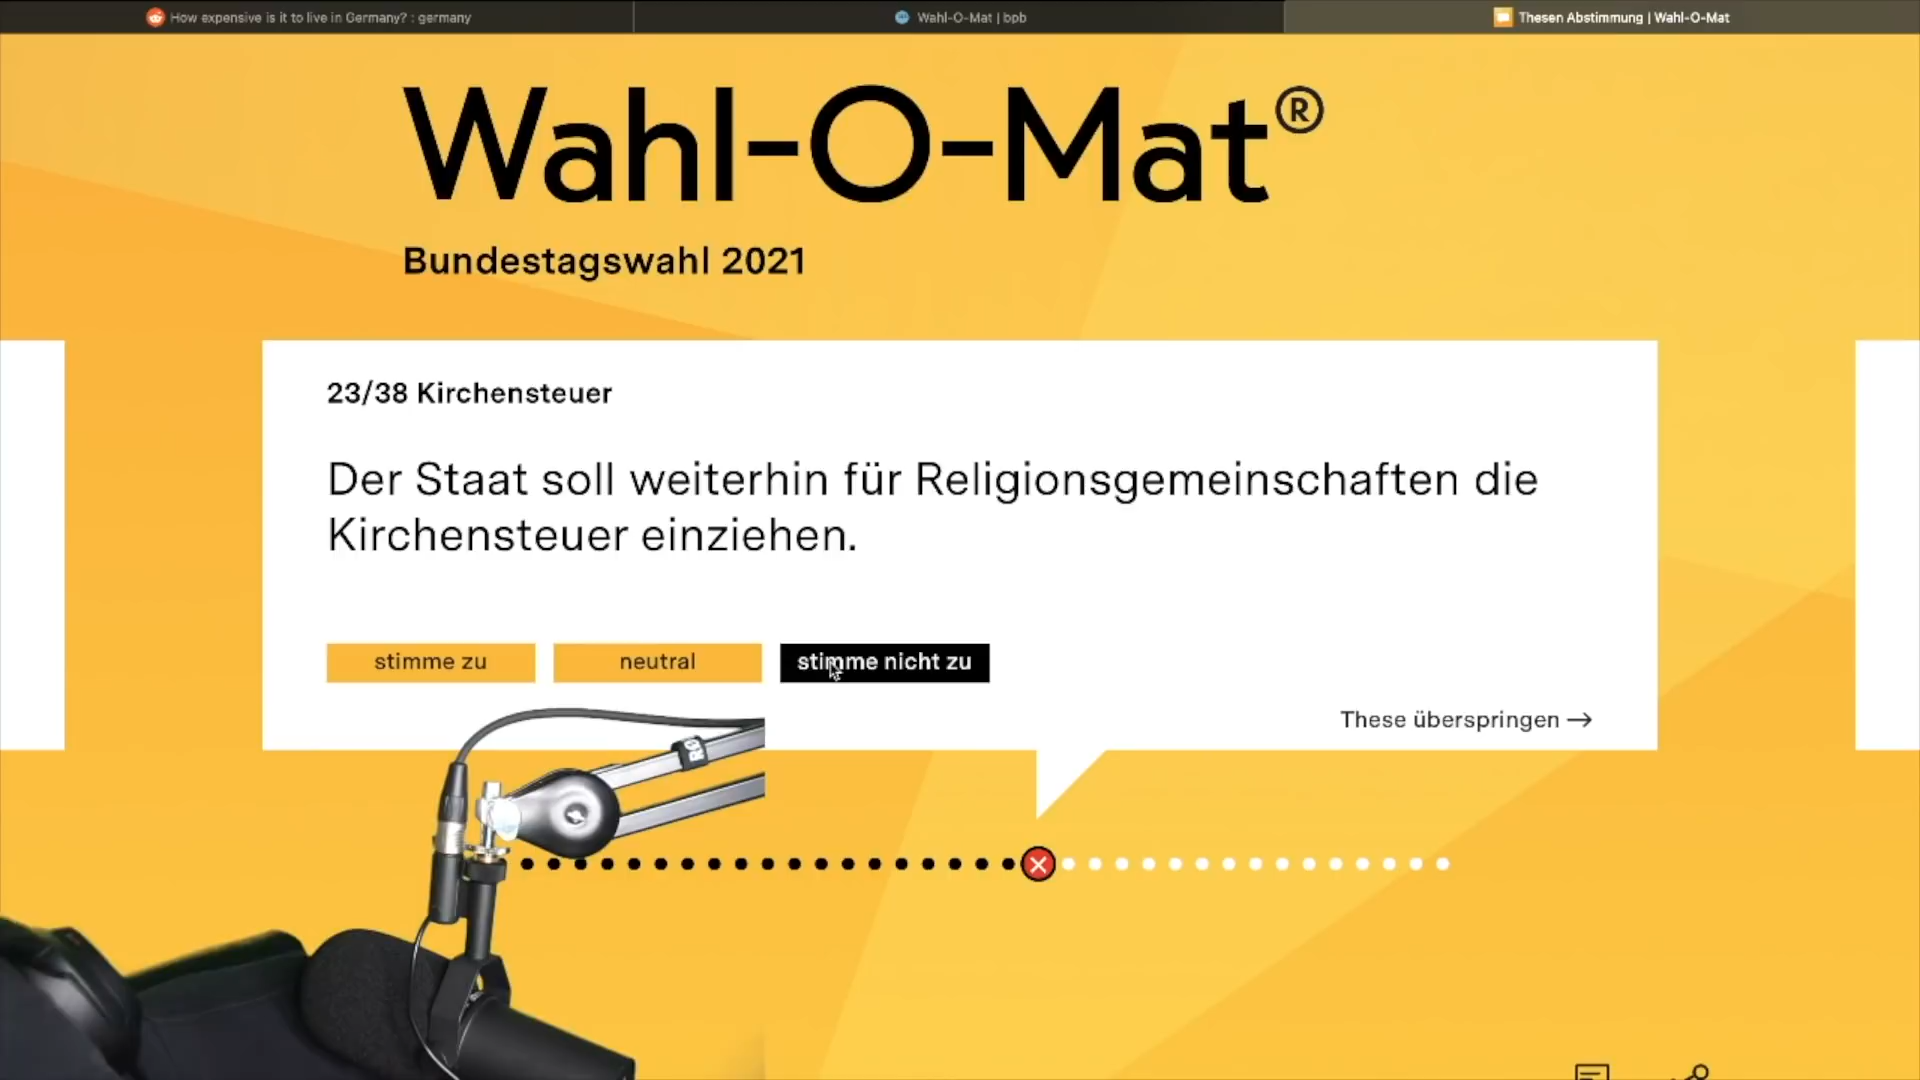 How expensive is it to live in Germany? : germany
Wahl-O-Mat | bpb
Thesen Abstimmung | Wahl-O-Mat
Wahl-O-Mat®
Bundestagswahl 2021
23/38 Kirchensteuer
Der Staat soll weiterhin für Religionsgemeinschaften die
Kirchensteuer einziehen.
stimme zu
neutral
stimme nicht zu
These überspringen →